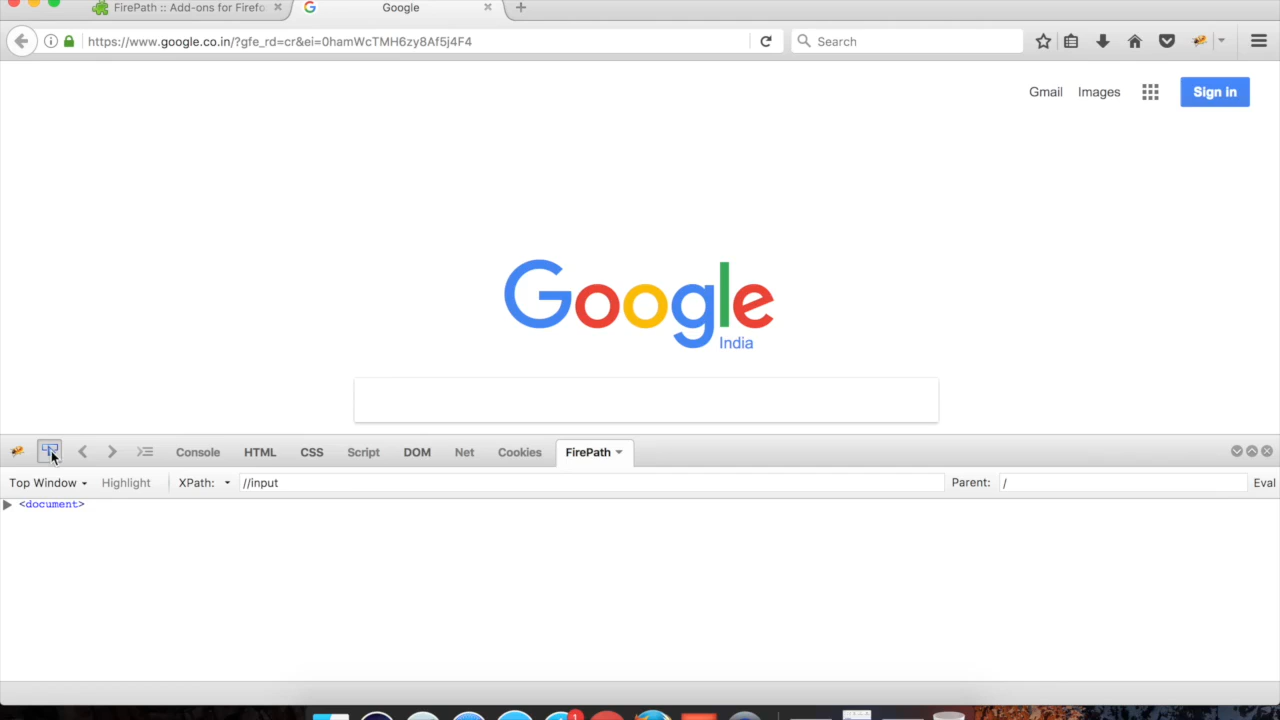 FirePath :: Add-ons for Firefo
Google
https://www.google.co.in/?gfe_rd=cr&ei=0hamWcTMH6zy8Af5j4F4
Search
Gmail Images Sign in
Google
India
Console HTML CSS Script DOM Net Cookies FirePath
Top Window Highlight XPath: //input Parent: / Eval
<document>
1